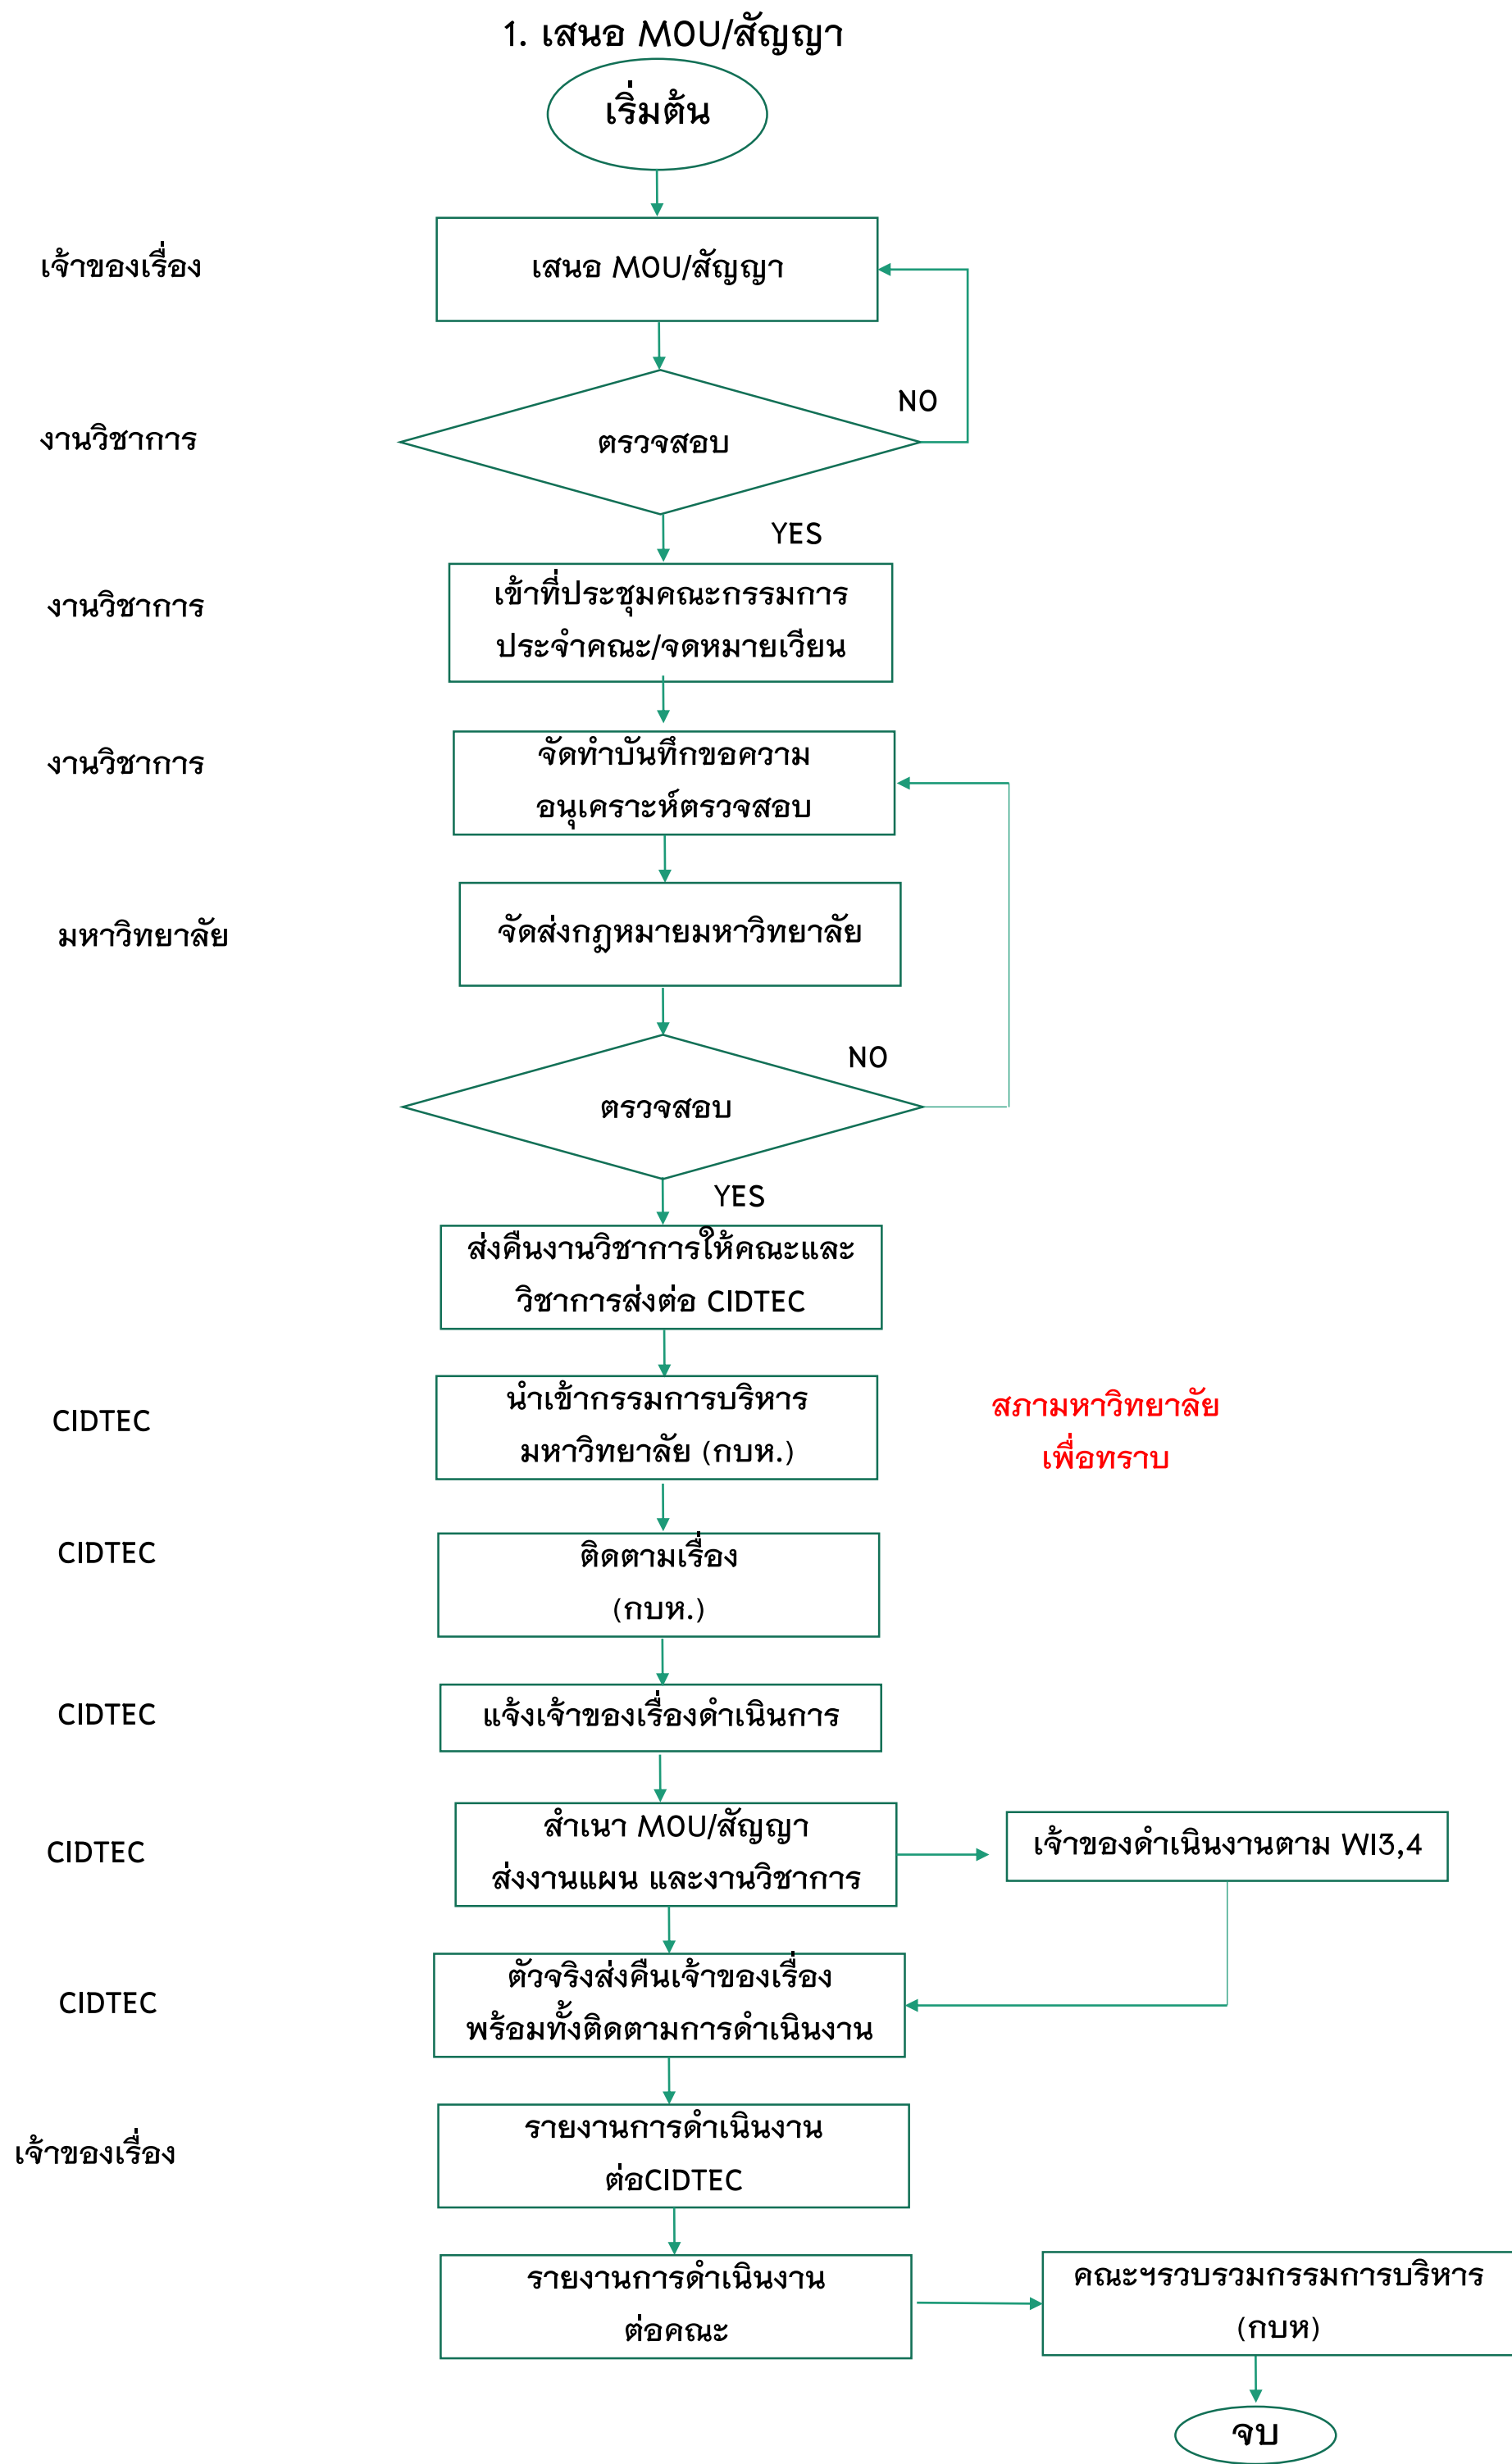 1. เสนอ MOU/สัญญา
เริ่มต้น
เจ้าของเรื่อง
เสนอ MOU/สัญญา
NO
งานวิชาการ
ตรวจสอบ
YES
งานวิชาการ
เข้าที่ประชุมคณะกรรมการ
ประจำคณะ/จดหมายเวียน
งานวิชาการ
จัดทำบันทึกขอความ
อนุเคราะห์ตรวจสอบ
มหาวิทยาลัย
จัดส่งกฎหมายมหาวิทยาลัย
NO
ตรวจสอบ
YES
ส่งคืนงานวิชาการให้คณะและ
วิชาการส่งต่อ CIDTEC
CIDTEC
นำเข้ากรรมการบริหาร
มหาวิทยาลัย (กบห.)
สภามหาวิทยาลัย
เพื่อทราบ
CIDTEC
ติดตามเรื่อง
(กบห.)
CIDTEC
แจ้งเจ้าของเรื่องดำเนินการ
CIDTEC
สำเนา MOU/สัญญา
ส่งงานแผน และงานวิชาการ
เจ้าของดำเนินงานตาม WI3,4
CIDTEC
ตัวจริงส่งคืนเจ้าของเรื่อง
พร้อมทั้งติดตามการดำเนินงาน
เจ้าของเรื่อง
รายงานการดำเนินงาน
ต่อCIDTEC
รายงานการดำเนินงาน
ต่อคณะ
คณะฯรวบรวมกรรมการบริหาร
(กบห)
จบ